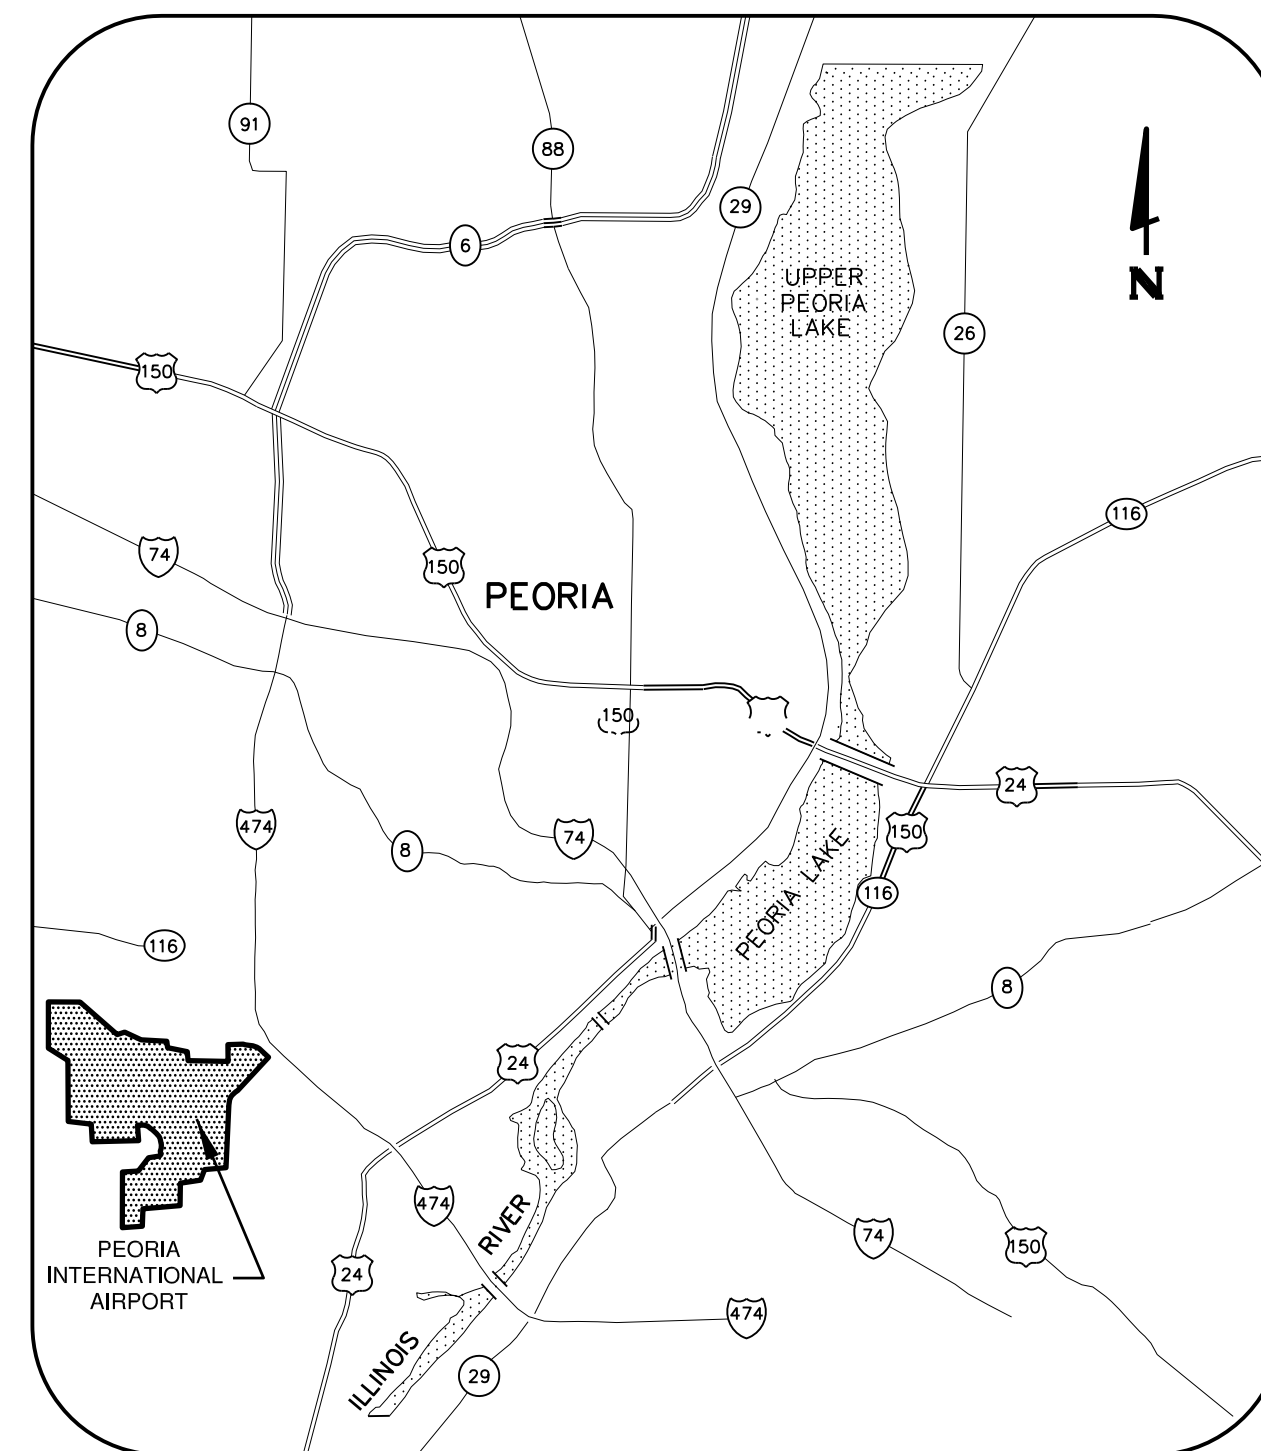 91
88
29
6
UPPER
PEORIA
LAKE
N
26
150
116
74
150
PEORIA
8
150
24
474
74
150
8
PEORIA LAKE
116
116
8
24
474
RIVER
74
150
PEORIA
INTERNATIONAL
AIRPORT
24
474
ILLINOIS
29